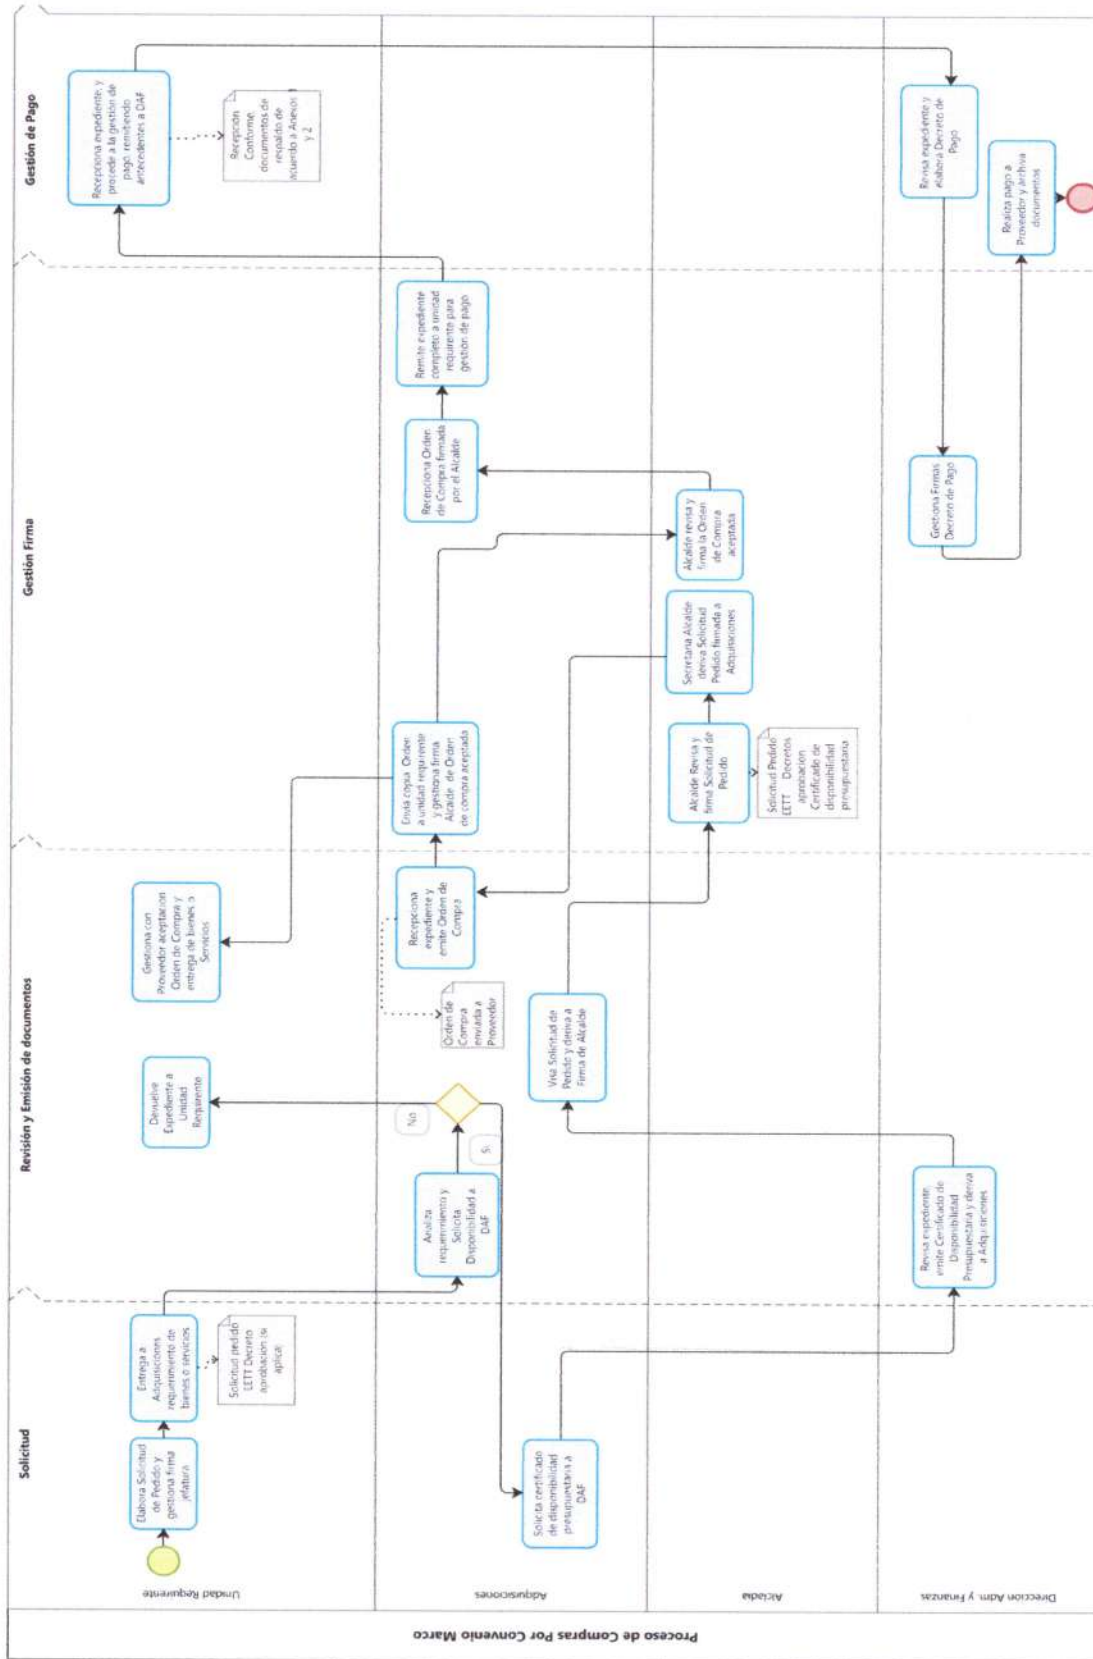 Proceso de Compras Por Convenio Marco
Solicitud
Revisión y Emisión de documentos
Gestión Firma
Gestión de Pago
Unidad Requirente
Elabora Solicitud
de Pedido y
gestiona firma
jefatura
Entrega a
Adquisiciones
requerimiento de
bienes o servicios
Solicitud pedido
EETT Decreto
aprobacion (si
aplica)
Devuelve
Expediente a
Unidad
Requirente
Gestiona con
Proveedor aceptación
Orden de Compra y
entrega de bienes o
Servicios
Recepciona expediente, y
procede a la gestión de
pago, remitiendo
antecedentes a DAF
Recepción
Conforme,
documentos de
respaldo de
acuerdo a Anexos 1
y 2
Adquisiciones
Analiza
requerimiento y
Solicita
Disponibilidad a
DAF
No
Si
Solicita certificado
de disponibilidad
presupuestaria a
DAF
Orden de
Compra
enviada a
Proveedor
Recepciona
expediente y
emite Orden de
Compra
Visa Solicitud de
Pedido y deriva a
Firma de Alcalde
Envia copia Orden
a unidad requirente
y gestiona firma
Alcalde de Orden
de compra aceptada
Recepciona Orden
de Compra firmada
por el Alcalde
Remite expediente
completo a unidad
requirente para
gestión de pago
Alcladia
Alcalde Revisa y
firma Solicitud de
Pedido
Solicitud Pedido
EETT Decretos
aprobacion
Certificado de
disponibilidad
presupuestaria
Secretaria Alcalde
deriva Solicitud
Pedido firmada a
Adquisiciones
Alcalde revisa y
firma la Orden
de Compra
aceptada
Direccion Adm. y Finanzas
Revisa expediente,
emite Certificado de
Disponibilidad
Presupuestaria y deriva
a Adquisiciones
Gestiona Firmas
Decreto de Pago
Revisa expediente y
elabora Decreto de
Pago
Realiza pago a
Proveedor y archiva
documentos